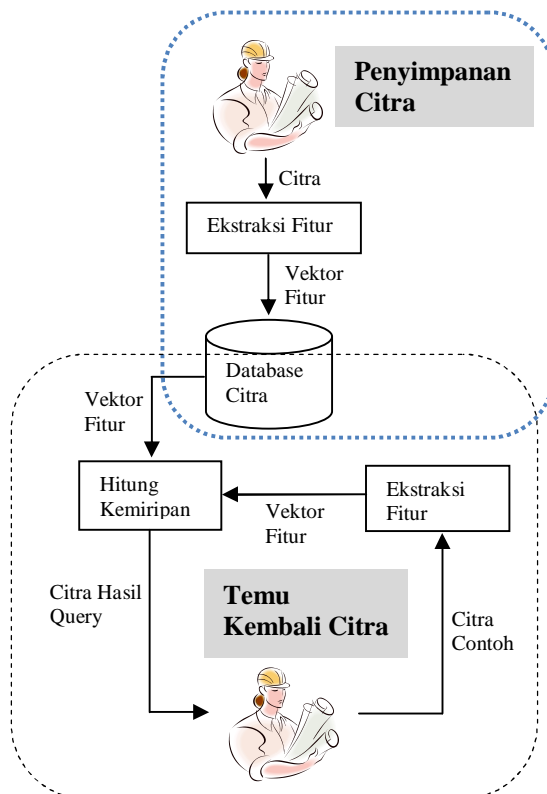 Penyimpanan
Citra
Citra
Ekstraksi Fitur
Vektor
Fitur
Database
Citra
Vektor
Fitur
Hitung
Kemiripan
Vektor
Fitur
Ekstraksi
Fitur
Citra Hasil
Query
Temu
Kembali Citra
Citra
Contoh